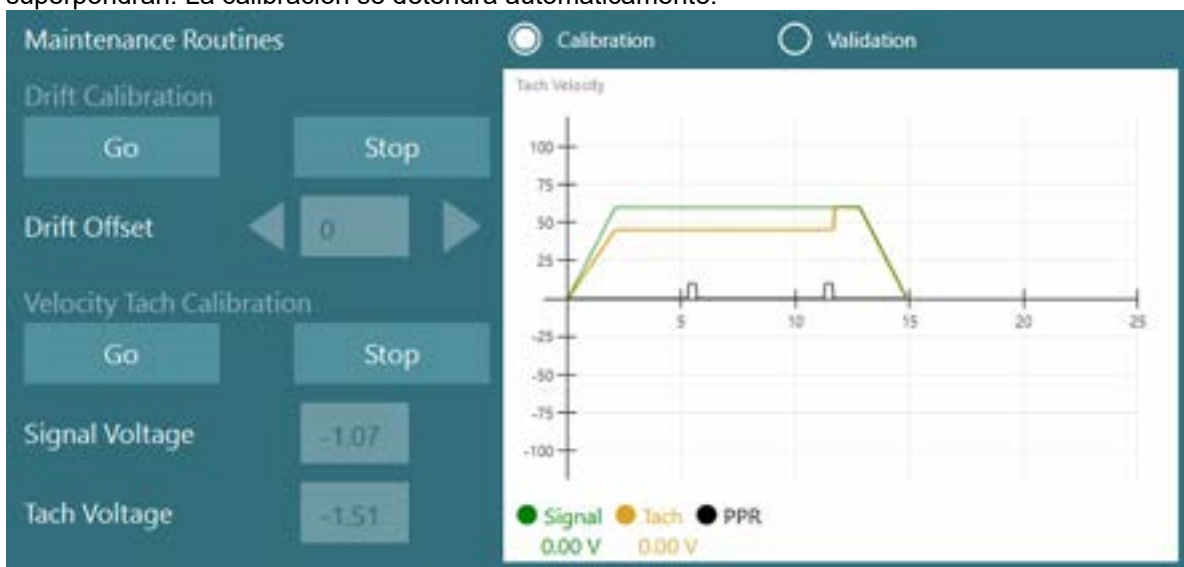 superpondrán. La calibración se detendrá automáticamente.
Maintenance Routines
Drift Calibration
Go Stop
Drift Offset 0
Velocity Tach Calibration
Go Stop
Signal Voltage -1.07
Tach Voltage -1.51
Calibration Validation
Tach Velocity
100
75
50
25
5 10 15 20 25
-25
-50
-75
-100
Signal Tach PPR
0.00 V 0.00 V